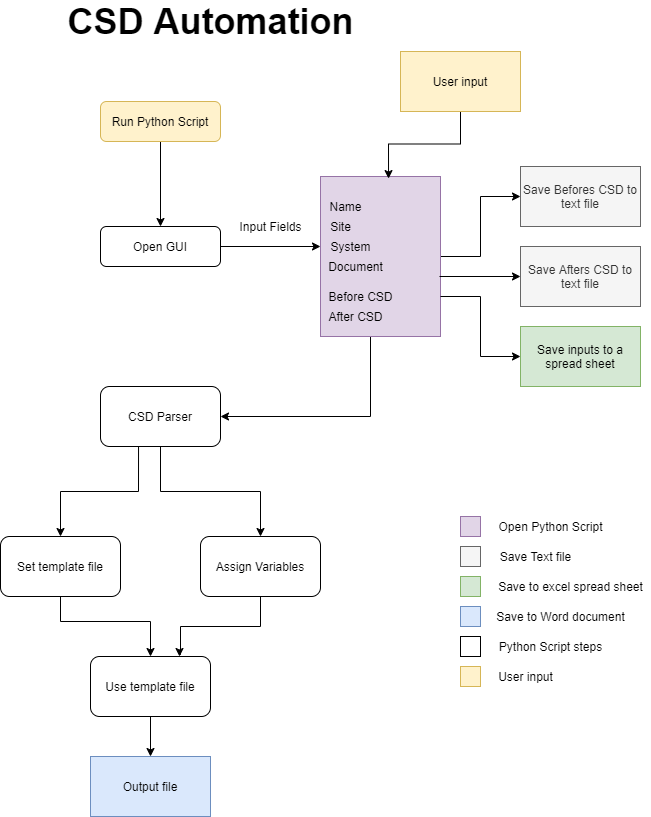 CSD Automation
User input
Run Python Script
Open GUI
Input Fields
Name
Site
System
Document
Before CSD
After CSD
Save Befores CSD to
text file
Save Afters CSD to
text file
Save inputs to a
spread sheet
CSD Parser
Set template file
Assign Variables
Use template file
Output file
Open Python Script
Save Text file
Save to excel spread sheet
Save to Word document
Python Script steps
User input